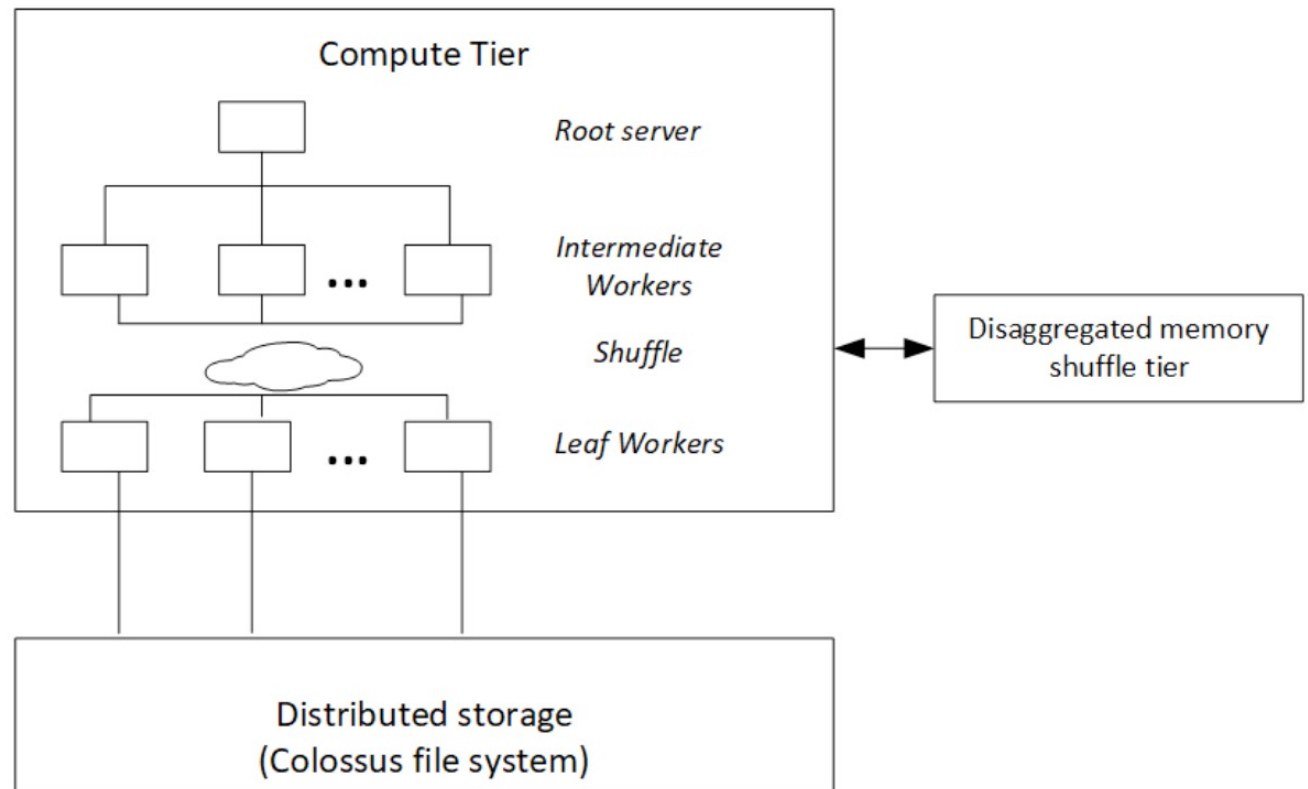 Compute Tier
Root server
Intermediate
Workers
Shuffle
Leaf Workers
Disaggregated memory
shuffle tier
Distributed storage
(Colossus file system)